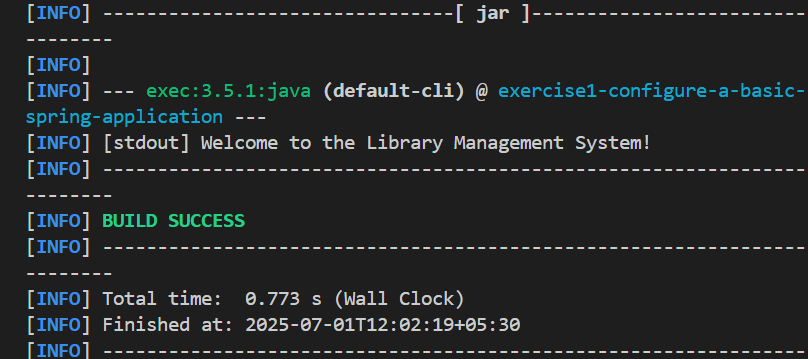 [INFO] --------------------------------[ jar ]-------------------------
--------
[INFO]
[INFO] --- exec:3.5.1:java (default-cli) @ exercise1-configure-a-basic-
spring-application ---
[INFO] [stdout] Welcome to the Library Management System!
[INFO] ----------------------------------------------------------------
--------
[INFO] BUILD SUCCESS
[INFO] ----------------------------------------------------------------
--------
[INFO] Total time:  0.773 s (Wall Clock)
[INFO] Finished at: 2025-07-01T12:02:19+05:30
[INFO] ----------------------------------------------------------------